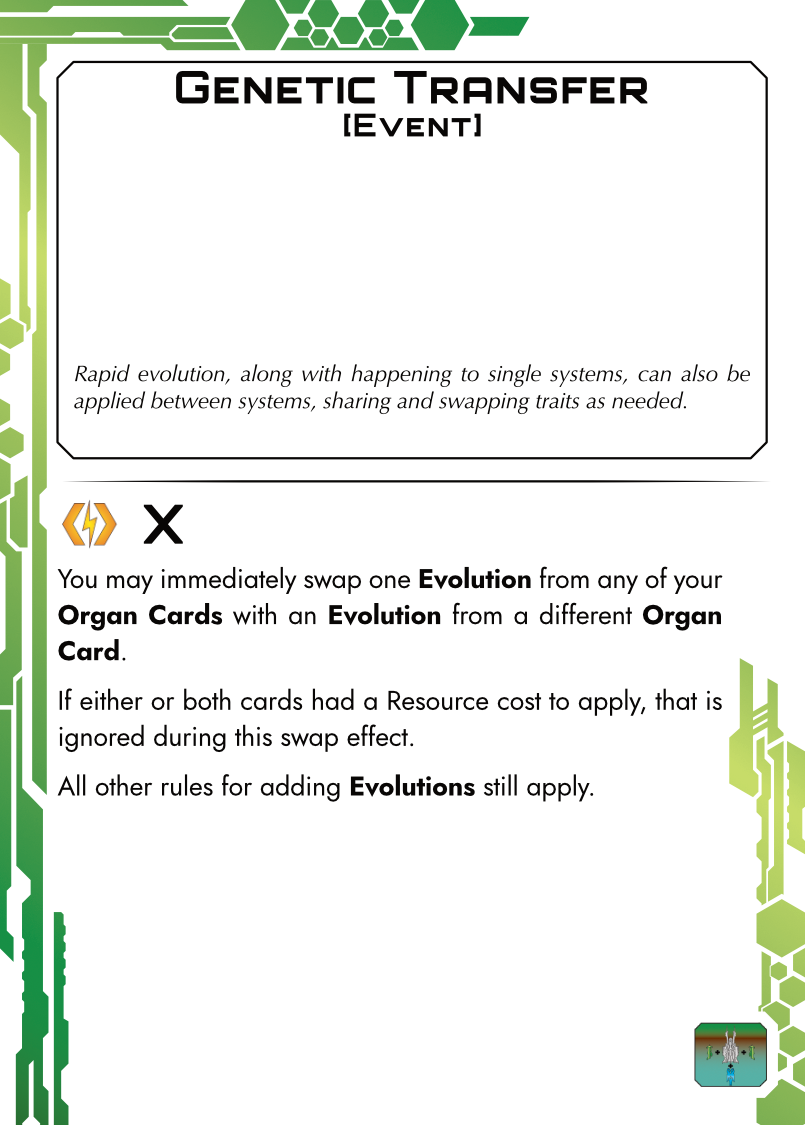 Genetic Transfer
[Event]
Rapid evolution, along with happening to single systems, can also be
applied between systems, sharing and swapping traits as needed.
X
You may immediately swap one Evolution from any of your
Organ Cards with an Evolution from a different Organ
Card.
If either or both cards had a Resource cost to apply, that is
ignored during this swap effect.
All other rules for adding Evolutions still apply.